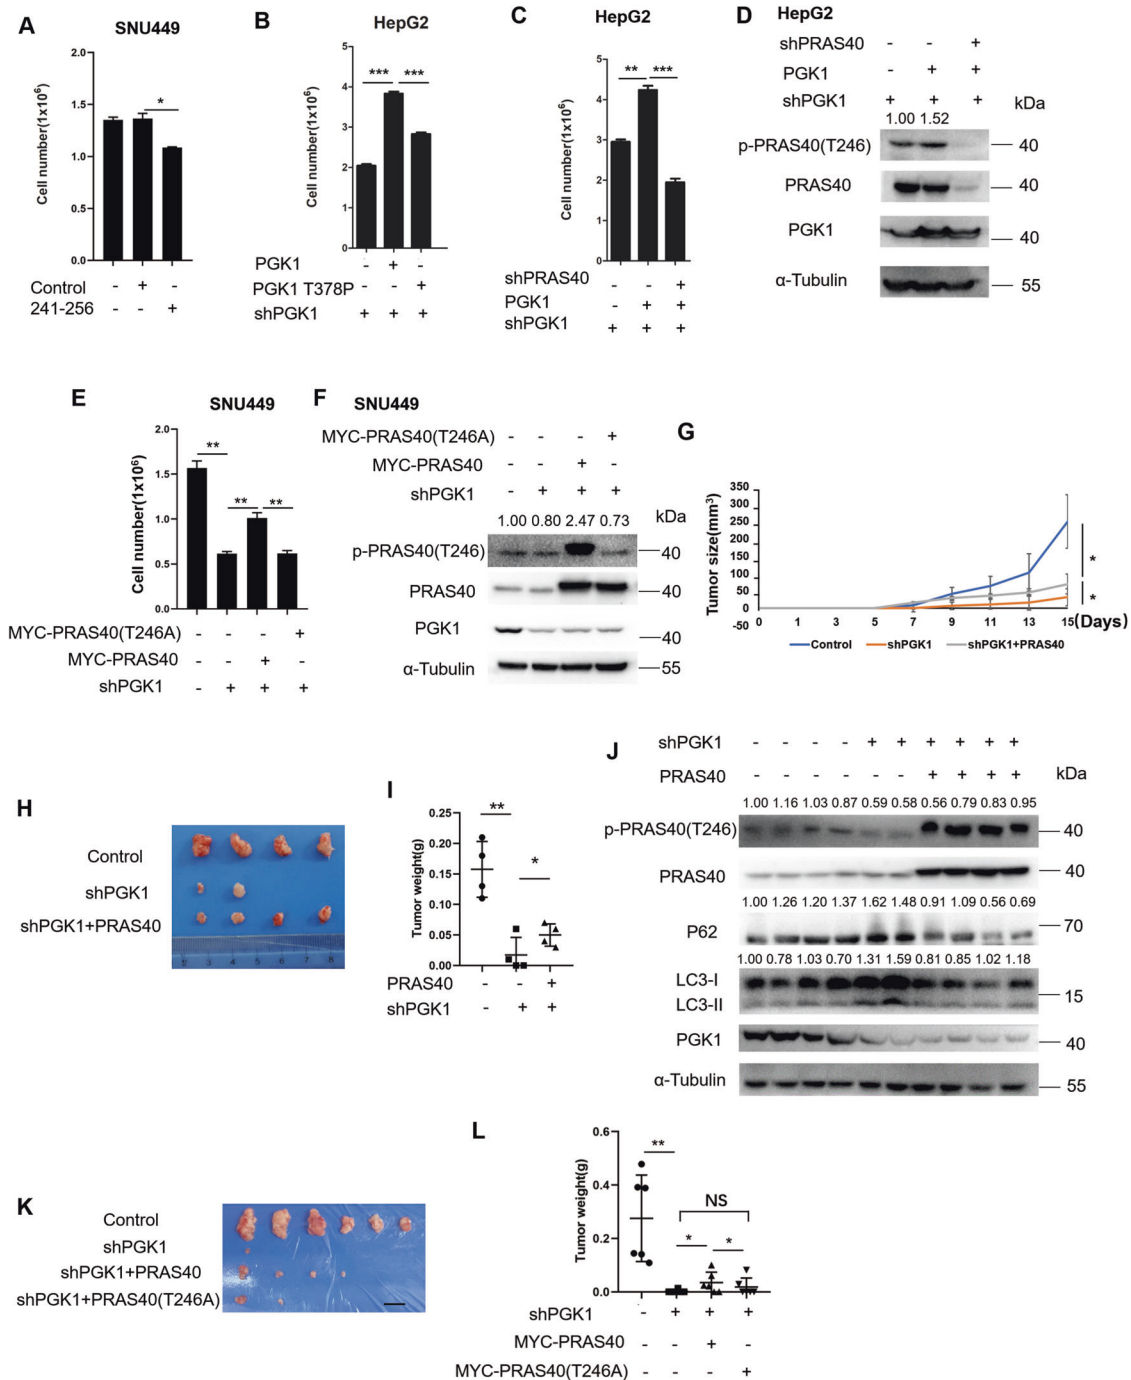 A
SNU449
Cell number(1x10⁶)
2.0
1.5
1.0
0.5
0.0
*
Control - + -
241-256 - - +
B
HepG2
Cell number(1x10⁶)
5
4
3
2
1
0
*** ***
PGK1 - + -
PGK1 T378P - - +
shPGK1 + + +
C
HepG2
Cell number(1x10⁶)
5
4
3
2
1
0
** ***
shPRAS40 - - +
PGK1 - + +
shPGK1 + + +
D
HepG2
shPRAS40 - - +
PGK1 - + +
shPGK1 + + + kDa
1.00 1.52
p-PRAS40(T246) 40
PRAS40 40
PGK1 40
α-Tubulin 55
E
SNU449
Cell number(1x10⁶)
2.0
1.5
1.0
0.5
0.0
** ** **
MYC-PRAS40(T246A) - - - +
MYC-PRAS40 - - + -
shPGK1 - + + +
F
SNU449
MYC-PRAS40(T246A) - - - +
MYC-PRAS40 - - + -
shPGK1 - + + +
1.00 0.80 2.47 0.73 kDa
p-PRAS40(T246) 40
PRAS40 40
PGK1 40
α-Tubulin 55
G
Tumor size(mm³)
350
300
250
200
150
100
50
0
-50
0 1 3 5 7 9 11 13 15 (Days)
*
*
Control shPGK1 shPGK1+PRAS40
H
Control
shPGK1
shPGK1+PRAS40
2 3 4 5 6 7 8
I
Tumor weight(g)
0.20
0.15
0.10
0.05
0.00
** *
PRAS40 - - +
shPGK1 - + +
J
shPGK1 - - - - + + + + + +
PRAS40 - - - - - - + + + + kDa
1.00 1.16 1.03 0.87 0.59 0.58 0.56 0.79 0.83 0.95
p-PRAS40(T246) 40
PRAS40 40
1.00 1.26 1.20 1.37 1.62 1.48 0.91 1.09 0.56 0.69
P62 70
1.00 0.78 1.03 0.70 1.31 1.59 0.81 0.85 1.02 1.18
LC3-I
LC3-II 15
PGK1 40
α-Tubulin 55
K
Control
shPGK1
shPGK1+PRAS40
shPGK1+PRAS40(T246A)
L
Tumor weight(g)
0.6
0.4
0.2
0.0
** NS
* *
shPGK1 - + + +
MYC-PRAS40 - - + -
MYC-PRAS40(T246A) - - - +